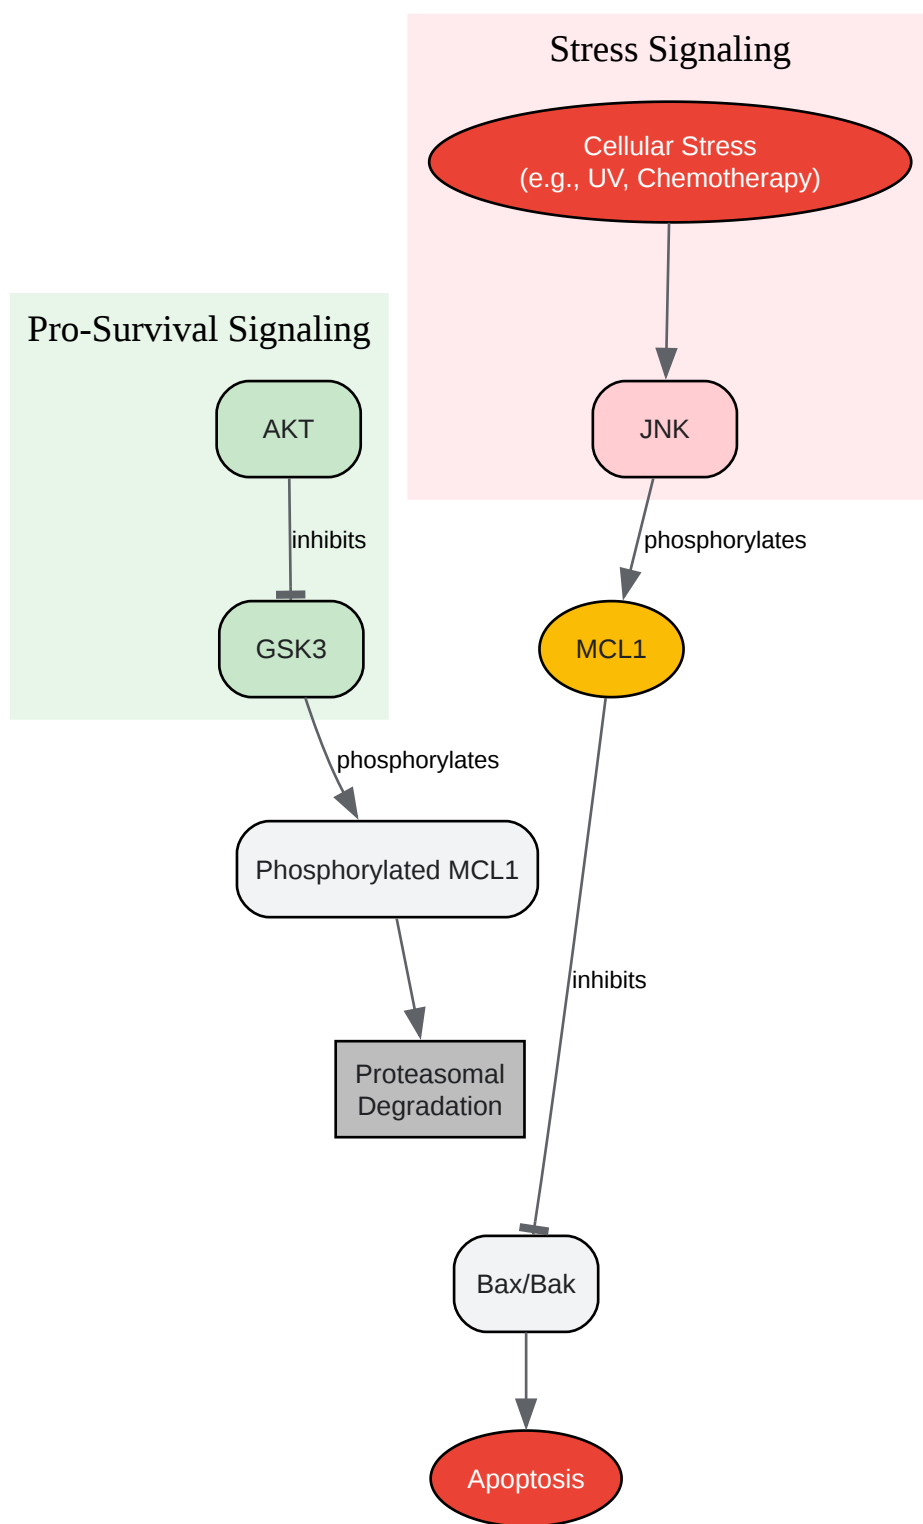 Stress Signaling
Cellular Stress
(e.g., UV, Chemotherapy)
Pro-Survival Signaling
AKT
JNK
inhibits
phosphorylates
GSK3
MCL1
phosphorylates
Phosphorylated MCL1
inhibits
Proteasomal
Degradation
Bax/Bak
Apoptosis